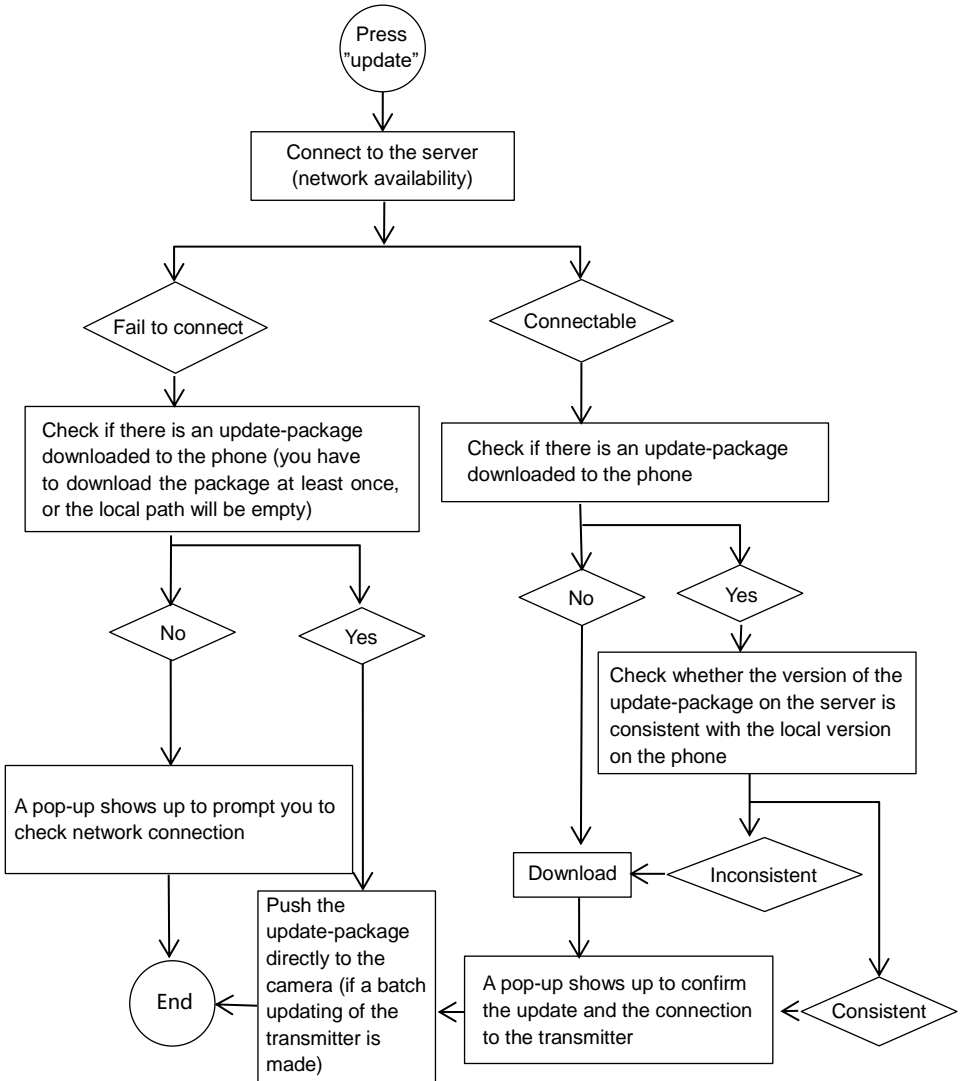 Press
"update”
Connect to the server
(network availability)
Fail to connect
Connectable
Check if there is an update-package
downloaded to the phone (you have
to download the package at least once,
or the local path will be empty)
Check if there is an update-package
downloaded to the phone
No
Yes
No
Yes
Check whether the version of the
update-package on the server is
consistent with the local version
on the phone
A pop-up shows up to prompt you to
check network connection
Download
Inconsistent
Push the
update-package
directly to the
camera (if a batch
updating of the
transmitter is
made)
End
A pop-up shows up to confirm
the update and the connection
to the transmitter
Consistent